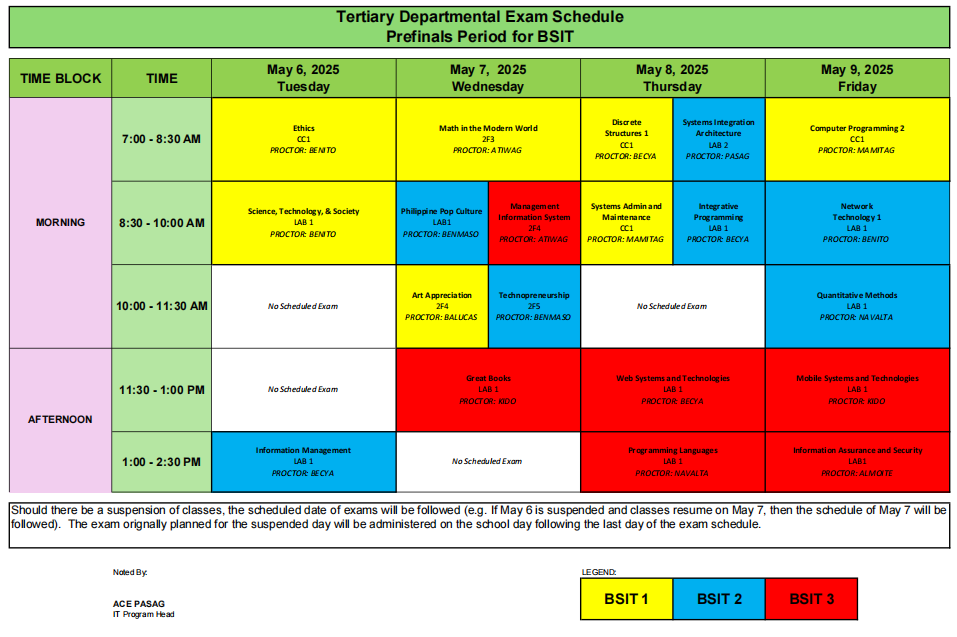 Tertiary Departmental Exam Schedule
Prefinals Period for BSIT
TIME BLOCK
TIME
May 6, 2025
Tuesday
May 7, 2025
Wednesday
May 8, 2025
Thursday
May 9, 2025
Friday
MORNING
7:00 - 8:30 AM
Ethics
CC1
PROCTOR: BENITO
Math in the Modern World
2F3
PROCTOR: ATIWAG
Discrete
Structures 1
CC1
PROCTOR: BECYA
Systems Integration
Architecture
LAB 2
PROCTOR: PASAG
Computer Programming 2
CC1
PROCTOR: MAMITAG
8:30 - 10:00 AM
Science, Technology, & Society
LAB 1
PROCTOR: BENITO
Philippine Pop Culture
LAB1
PROCTOR: BENMASO
Management
Information System
2F4
PROCTOR: ATIWAG
Systems Admin and
Maintenance
CC1
PROCTOR: MAMITAG
Integrative
Programming
LAB 1
PROCTOR: BECYA
Network
Technology 1
LAB 1
PROCTOR: BENITO
10:00 - 11:30 AM
No Scheduled Exam
Art Appreciation
2F4
PROCTOR: BALUCAS
Technopreneurship
2F5
PROCTOR: BENMASO
No Scheduled Exam
Quantitative Methods
LAB 1
PROCTOR: NAVALTA
AFTERNOON
11:30 - 1:00 PM
No Scheduled Exam
Great Books
LAB 1
PROCTOR: KIDO
Web Systems and Technologies
LAB 1
PROCTOR: BECYA
Mobile Systems and Technologies
LAB 1
PROCTOR: KIDO
1:00 - 2:30 PM
Information Management
LAB 1
PROCTOR: BECYA
No Scheduled Exam
Programming Languages
LAB 1
PROCTOR: NAVALTA
Information Assurance and Security
LAB1
PROCTOR: ALMOITE
Should there be a suspension of classes, the scheduled date of exams will be followed (e.g. If May 6 is suspended and classes resume on May 7, then the schedule of May 7 will be
followed). The exam orignally planned for the suspended day will be administered on the school day following the last day of the exam schedule.
Noted By:
ACE PASAG
IT Program Head
LEGEND:
BSIT 1
BSIT 2
BSIT 3